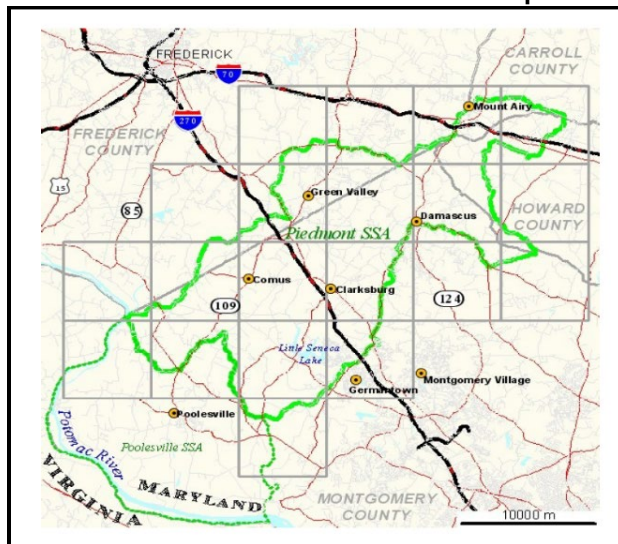 FREDERICK
70
CARROLL
COUNTY
Mount Airy
270
FREDERICK
COUNTY
15
85
Green Valley
Damascus
HOWARD
COUNTY
Piedmont SSA
Comus
Clarksburg
109
124
Little Seneca
Lake
Germantown
Montgomery Village
Poolesville
Potomac River
Poolesville SSA
VIRGINIA
MARYLAND
MONTGOMERY
COUNTY
10000 m